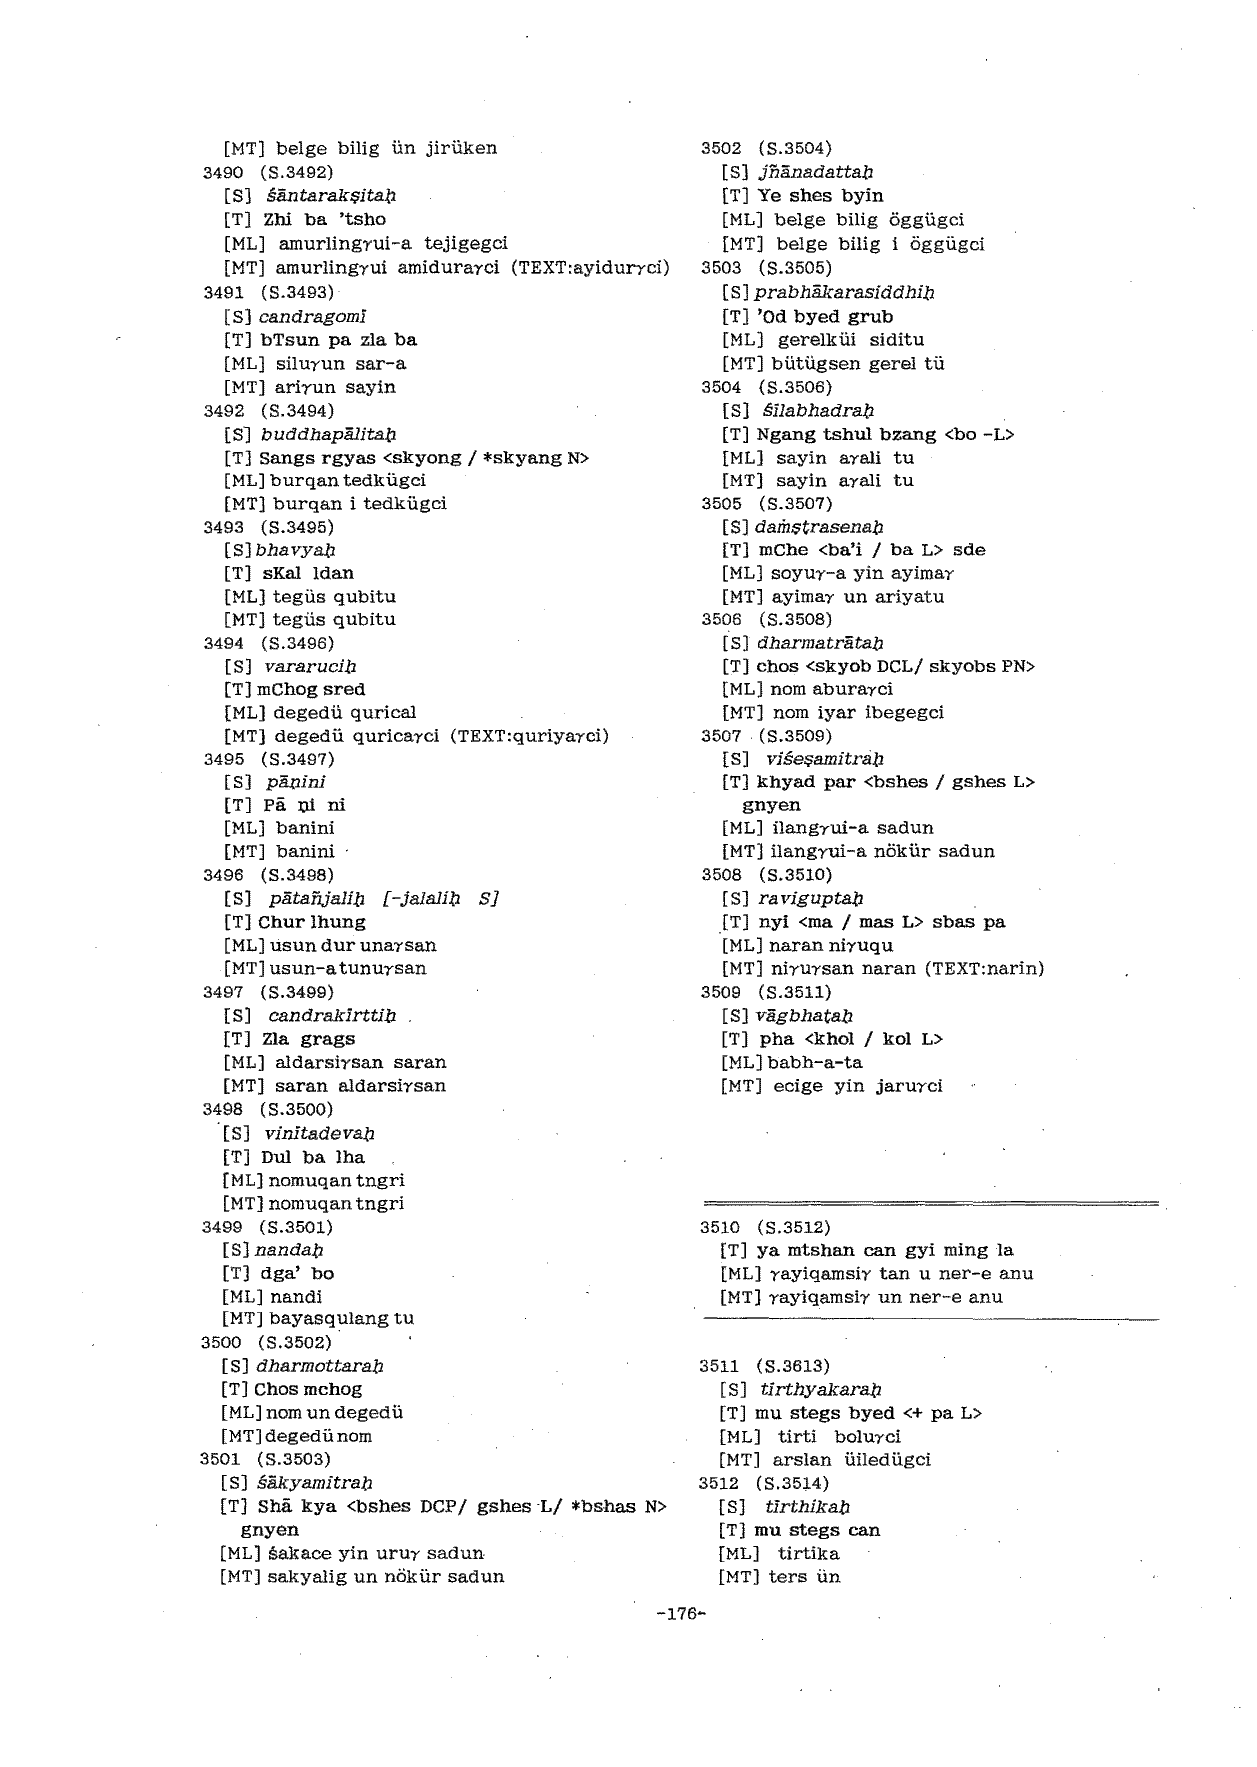 [MT] belge bilig ün jirüken
3490 (S.3492)
[S] śāntarakṣitaḥ
[T] Zhi ba 'tsho
[ML] amurlingγui-a tejigegci
[MT] amurlingγui amiduraγci (TEXT:ayidurγci)
3491 (S.3493)
[S] candragomī
[T] bTsun pa zla ba
[ML] siluγun sar-a
[MT] ariγun sayin
3492 (S.3494)
[S] buddhapālitaḥ
[T] Sangs rgyas <skyong / *skyang N>
[ML] burqan tedkügci
[MT] burqan i tedkügci
3493 (S.3495)
[S] bhavyaḥ
[T] sKal ldan
[ML] tegüs qubitu
[MT] tegüs qubitu
3494 (S.3496)
[S] vararuciḥ
[T] mChog sred
[ML] degedü qurical
[MT] degedü quricaγci (TEXT:quriyaγci)
3495 (S.3497)
[S] pāṇini
[T] Pā ṇi ni
[ML] banini
[MT] banini
3496 (S.3498)
[S] pātañjaliḥ [-jalaliḥ S]
[T] Chur lhung
[ML] usun dur unaγsan
[MT] usun-a tunuγsan
3497 (S.3499)
[S] candrakīrttiḥ
[T] Zla grags
[ML] aldarsiγsan saran
[MT] saran aldarsiγsan
3498 (S.3500)
[S] vinītadevaḥ
[T] Dul ba lha
[ML] nomuqan tngri
[MT] nomuqan tngri
3499 (S.3501)
[S] nandaḥ
[T] dga' bo
[ML] nandi
[MT] bayasqulang tu
3500 (S.3502)
[S] dharmottaraḥ
[T] Chos mchog
[ML] nom un degedü
[MT] degedü nom
3501 (S.3503)
[S] śākyamitraḥ
[T] Shā kya <bshes DCP/ gshes L/ *bshas N>
gnyen
[ML] śakace yin uruγ sadun
[MT] sakyalig un nökür sadun
3502 (S.3504)
[S] jñānadattaḥ
[T] Ye shes byin
[ML] belge bilig öggügci
[MT] belge bilig i öggügci
3503 (S.3505)
[S] prabhākarasiddhiḥ
[T] 'Od byed grub
[ML] gerelküi siditu
[MT] bütügsen gerel tü
3504 (S.3506)
[S] śīlabhadraḥ
[T] Ngang tshul bzang <bo -L>
[ML] sayin aγali tu
[MT] sayin aγali tu
3505 (S.3507)
[S] daṁṣṭrasenaḥ
[T] mChe <ba'i / ba L> sde
[ML] soyuγ-a yin ayimaγ
[MT] ayimaγ un ariyatu
3506 (S.3508)
[S] dharmatrātaḥ
[T] chos <skyob DCL/ skyobs PN>
[ML] nom aburaγci
[MT] nom iyar ibegegci
3507 (S.3509)
[S] viśeṣamitraḥ
[T] khyad par <bshes / gshes L>
gnyen
[ML] ilangγui-a sadun
[MT] ilangγui-a nökür sadun
3508 (S.3510)
[S] raviguptaḥ
[T] nyi <ma / mas L> sbas pa
[ML] naran niγuqu
[MT] niγuγsan naran (TEXT:narin)
3509 (S.3511)
[S] vāgbhaṭaḥ
[T] pha <khol / kol L>
[ML] babh-a-ta
[MT] ecige yin jaruγci
3510 (S.3512)
[T] ya mtshan can gyi ming la
[ML] γayiqamsiγ tan u ner-e anu
[MT] γayiqamsiγ un ner-e anu
3511 (S.3613)
[S] tīrthyakaraḥ
[T] mu stegs byed <+ pa L>
[ML] tirti boluγci
[MT] arslan üiledügci
3512 (S.3514)
[S] tīrthikaḥ
[T] mu stegs can
[ML] tirtika
[MT] ters ün
-176-